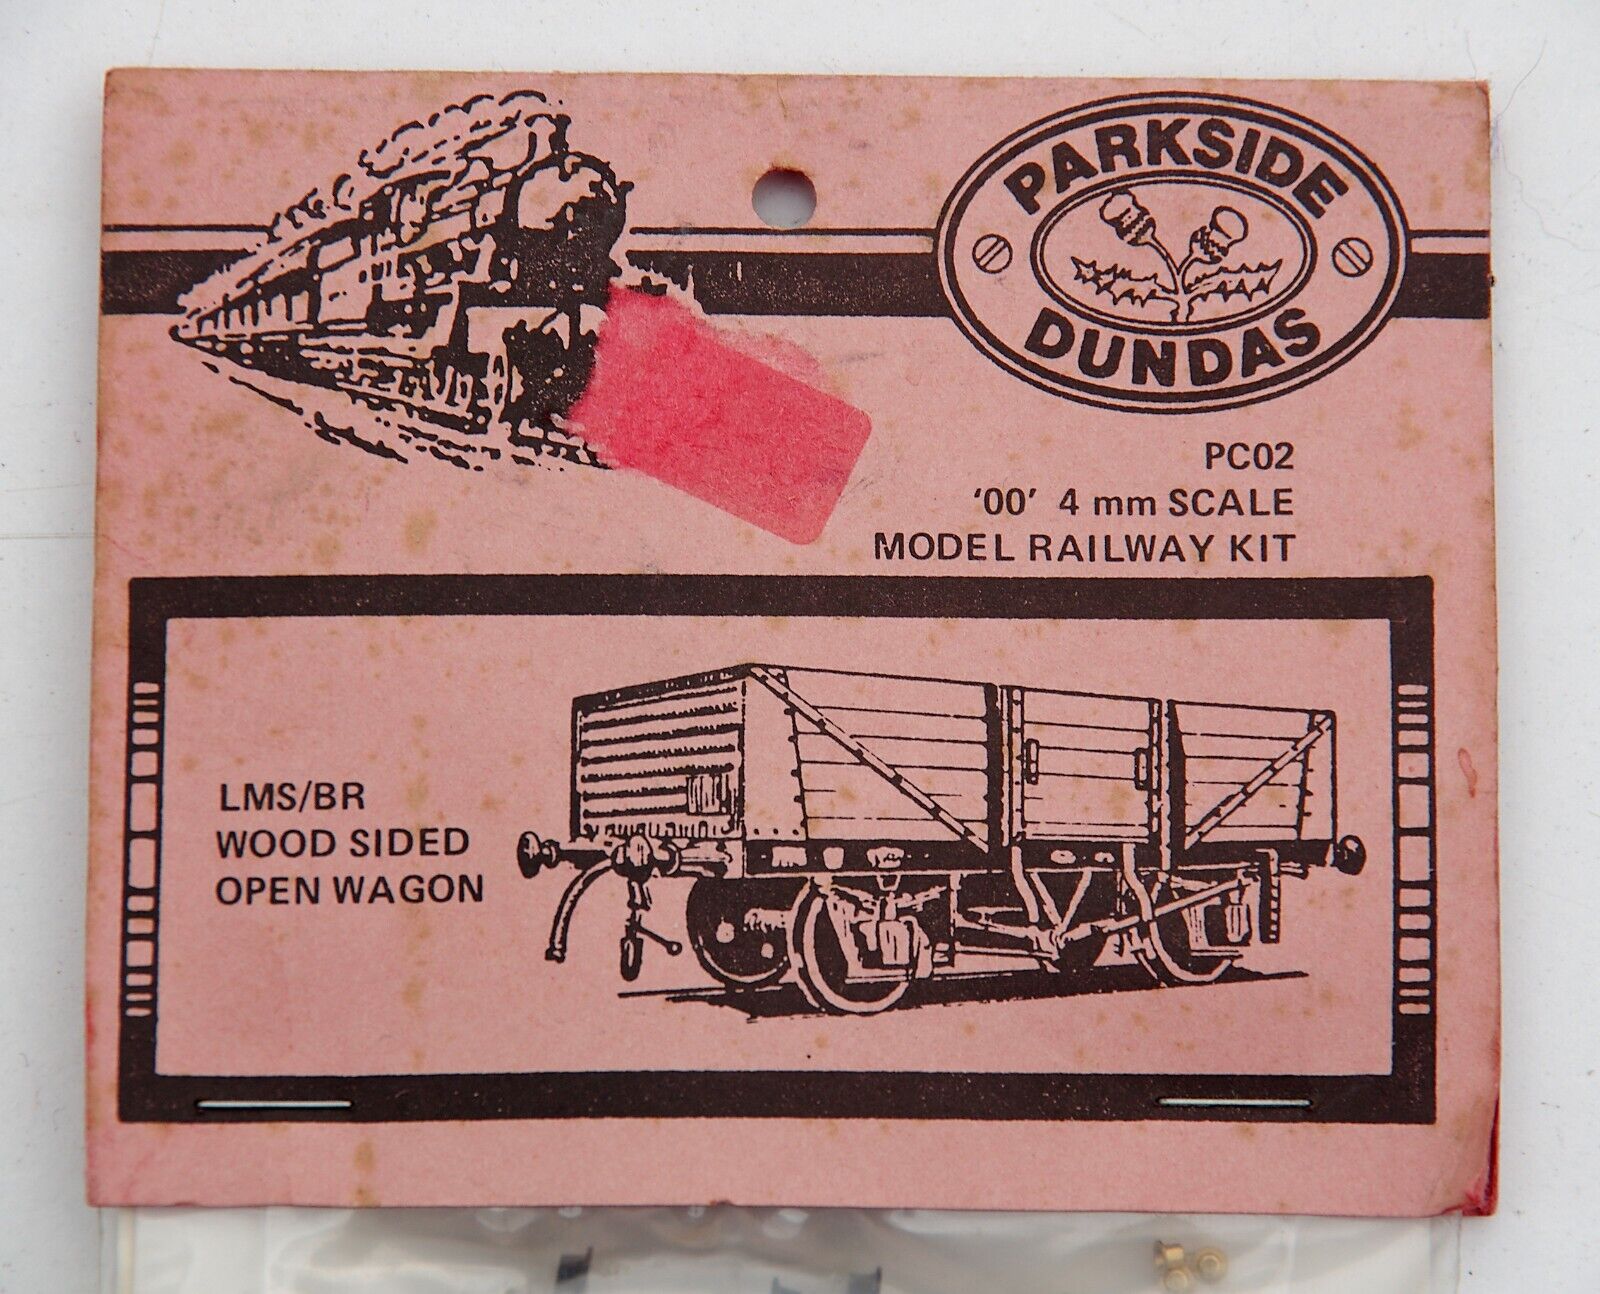 PARKSIDE
DUNDAS
PC02
'00' 4 mm SCALE
MODEL RAILWAY KIT
LMS/BR
WOOD SIDED
OPEN WAGON